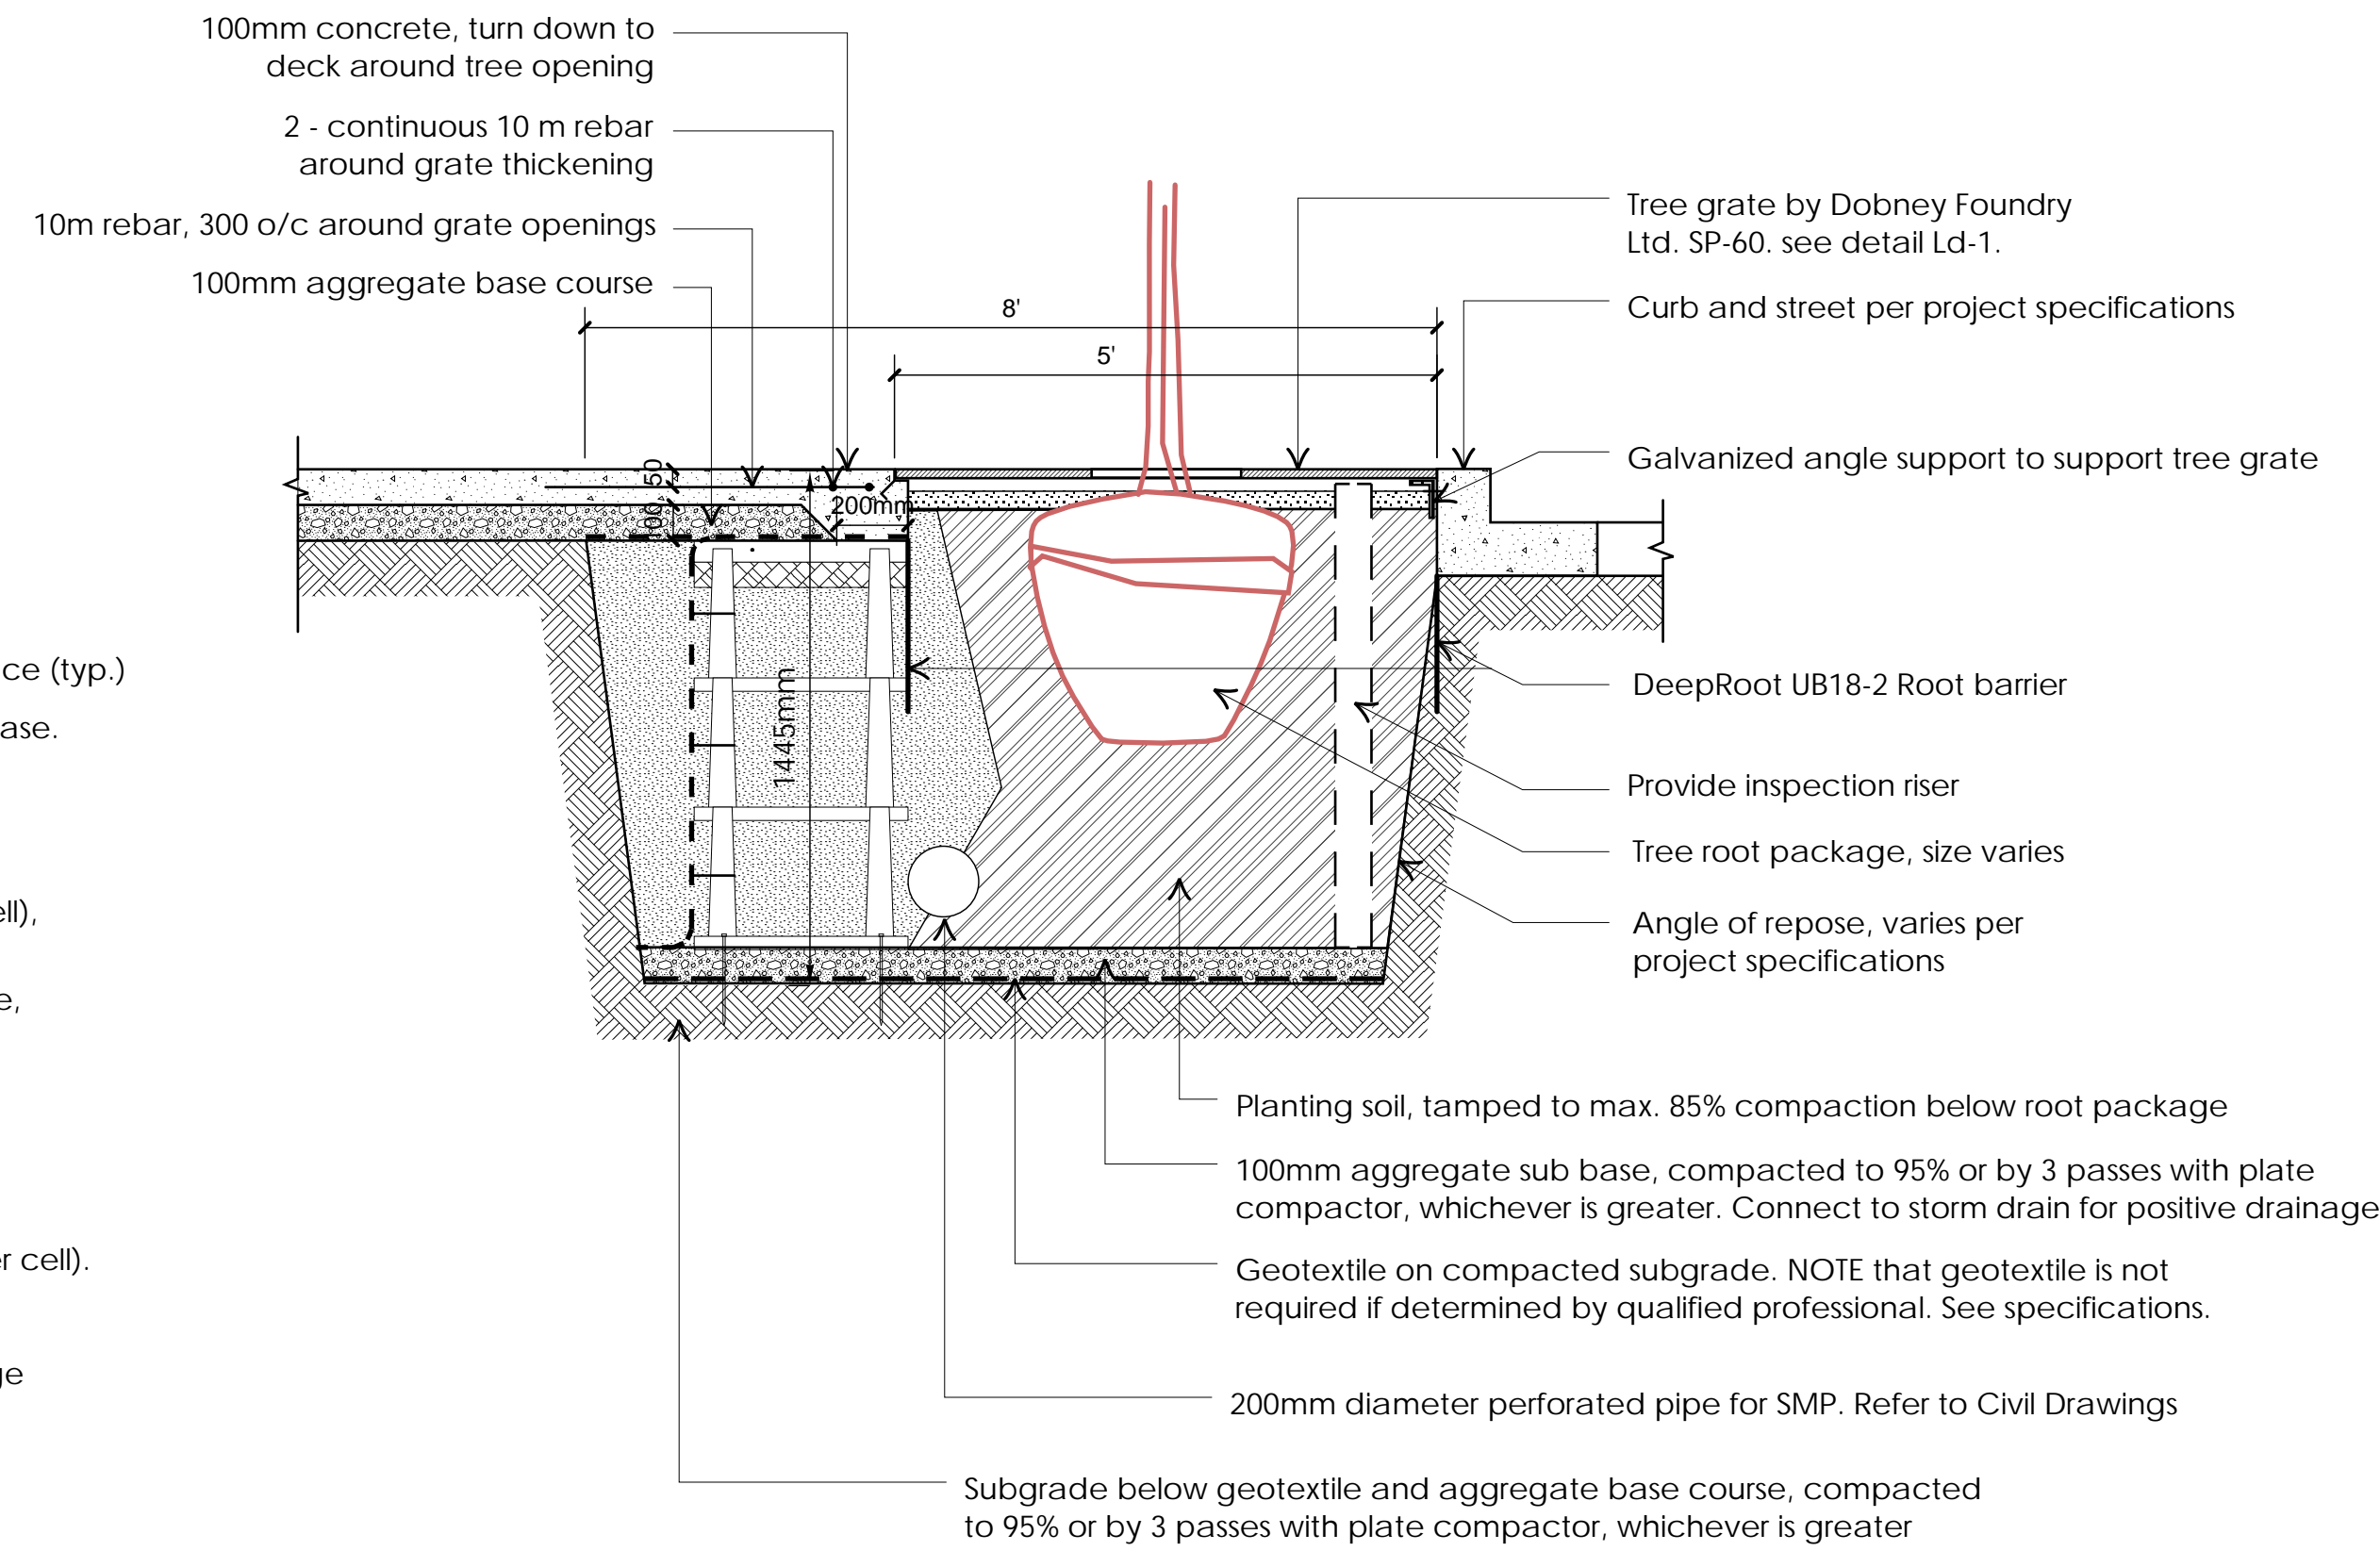 100mm concrete, turn down to
deck around tree opening
2 - continuous 10 m rebar
around grate thickening
10m rebar, 300 o/c around grate openings
100mm aggregate base course
Tree grate by Dobney Foundry
Ltd. SP-60. see detail Ld-1.
Curb and street per project specifications
8'
5'
Galvanized angle support to support tree grate
50
200mm
100
1445mm
ce (typ.)
ase.
ell),
e,
er cell).
ge
DeepRoot UB18-2 Root barrier
Provide inspection riser
Tree root package, size varies
Angle of repose, varies per
project specifications
Planting soil, tamped to max. 85% compaction below root package
100mm aggregate sub base, compacted to 95% or by 3 passes with plate
compactor, whichever is greater. Connect to storm drain for positive drainage
Geotextile on compacted subgrade. NOTE that geotextile is not
required if determined by qualified professional. See specifications.
200mm diameter perforated pipe for SMP. Refer to Civil Drawings
Subgrade below geotextile and aggregate base course, compacted
to 95% or by 3 passes with plate compactor, whichever is greater